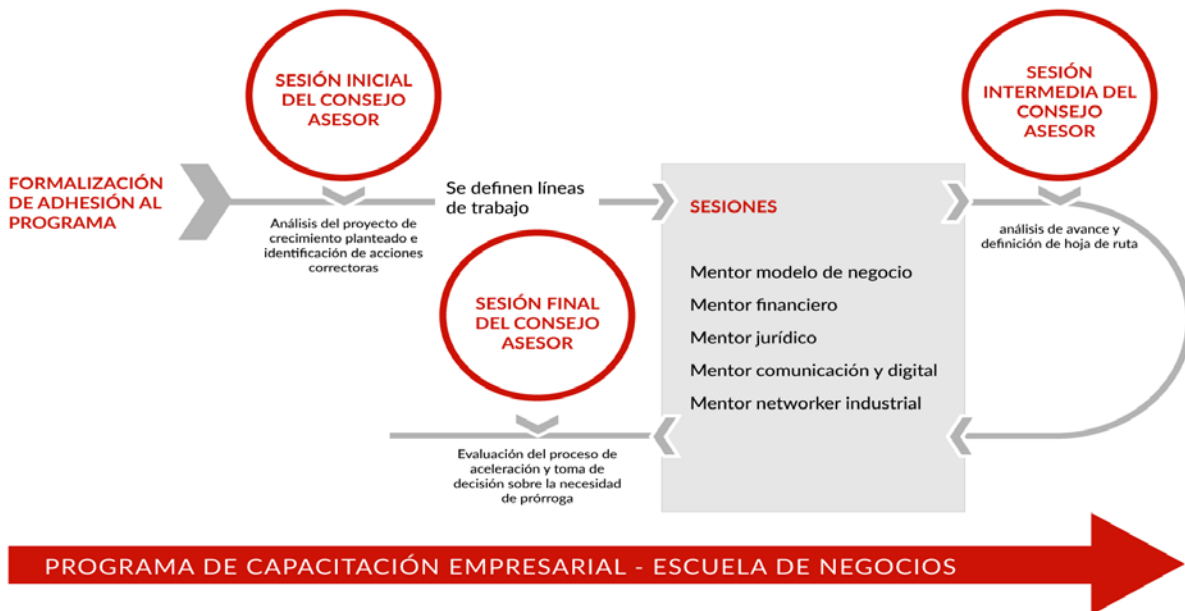 SESIÓN INICIAL
DEL CONSEJO
ASESOR
SESIÓN
INTERMEDIA DEL
CONSEJO
ASESOR
FORMALIZACIÓN
DE ADHESIÓN AL
PROGRAMA
Análisis del proyecto de
crecimiento planteado e
identificación de acciones
correctoras
Se definen líneas
de trabajo
SESIONES
Mentor modelo de negocio
Mentor financiero
Mentor jurídico
Mentor comunicación y digital
Mentor networker industrial
análisis de avance y
definición de hoja de ruta
SESIÓN FINAL
DEL CONSEJO
ASESOR
Evaluación del proceso de
aceleración y toma de
decisión sobre la necesidad
de prórroga
PROGRAMA DE CAPACITACIÓN EMPRESARIAL - ESCUELA DE NEGOCIOS